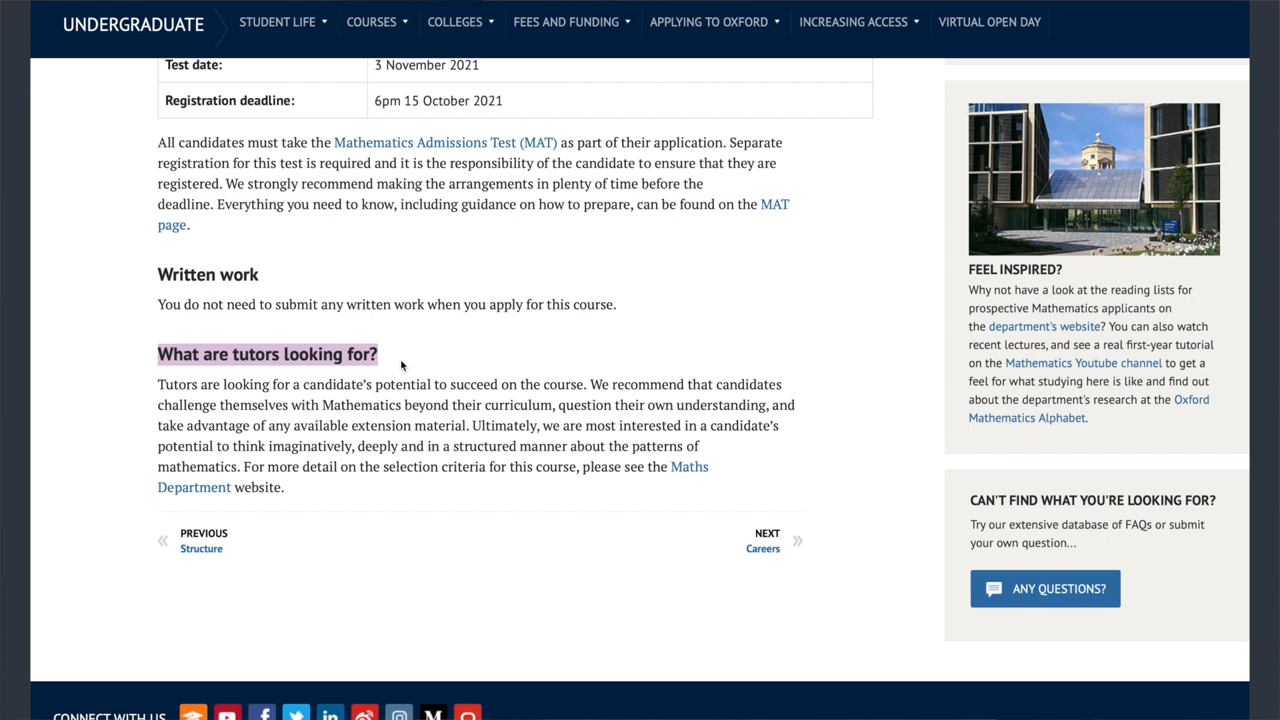 UNDERGRADUATE
STUDENT LIFE
COURSES
COLLEGES
FEES AND FUNDING
APPLYING TO OXFORD
INCREASING ACCESS
VIRTUAL OPEN DAY
Test date: 3 November 2021
Registration deadline: 6pm 15 October 2021
All candidates must take the Mathematics Admissions Test (MAT) as part of their application. Separate
registration for this test is required and it is the responsibility of the candidate to ensure that they are
registered. We strongly recommend making the arrangements in plenty of time before the
deadline. Everything you need to know, including guidance on how to prepare, can be found on the MAT
page.
Written work
You do not need to submit any written work when you apply for this course.
What are tutors looking for?
Tutors are looking for a candidate's potential to succeed on the course. We recommend that candidates
challenge themselves with Mathematics beyond their curriculum, question their own understanding, and
take advantage of any available extension material. Ultimately, we are most interested in a candidate's
potential to think imaginatively, deeply and in a structured manner about the patterns of
mathematics. For more detail on the selection criteria for this course, please see the Maths
Department website.
PREVIOUS
Structure
NEXT
Careers
FEEL INSPIRED?
Why not have a look at the reading lists for
prospective Mathematics applicants on
the department's website? You can also watch
recent lectures, and see a real first-year tutorial
on the Mathematics Youtube channel to get a
feel for what studying here is like and find out
about the department's research at the Oxford
Mathematics Alphabet.
CAN'T FIND WHAT YOU'RE LOOKING FOR?
Try our extensive database of FAQs or submit
your own question...
ANY QUESTIONS?
CONNECT WITH US